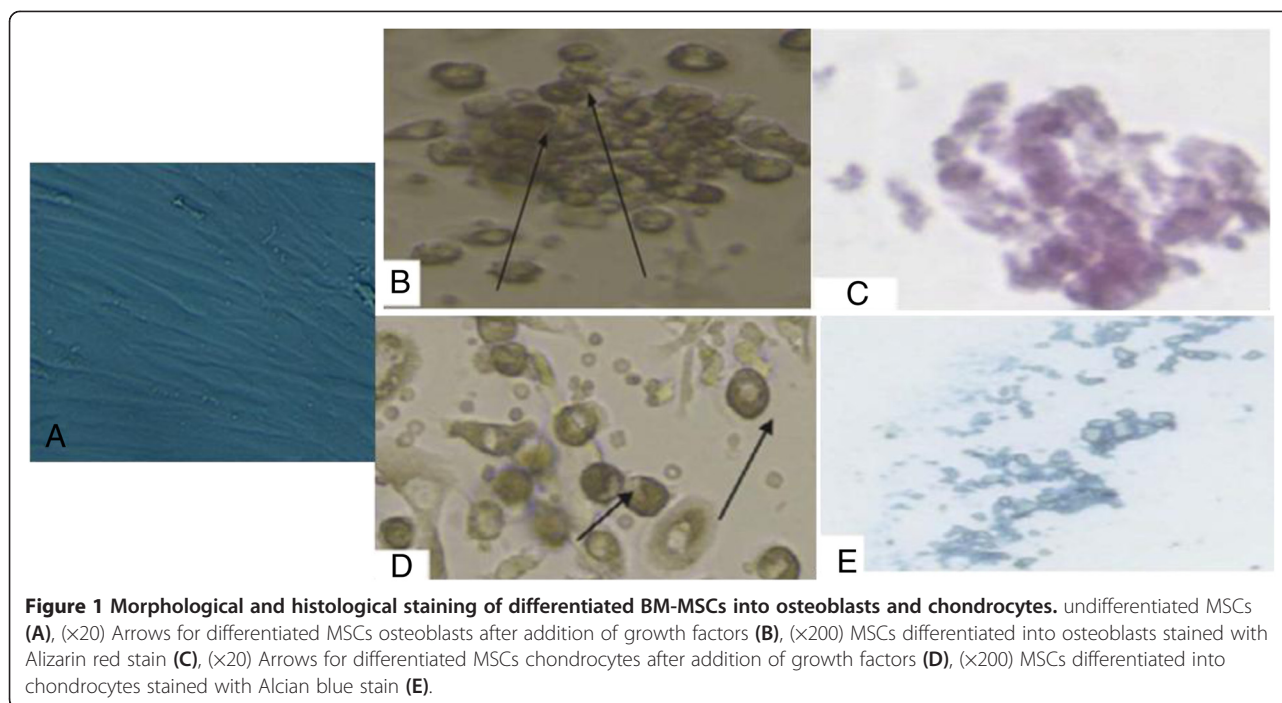 A
B
C
D
E
Figure 1 Morphological and histological staining of differentiated BM-MSCs into osteoblasts and chondrocytes. undifferentiated MSCs
(A), (×20) Arrows for differentiated MSCs osteoblasts after addition of growth factors (B), (×200) MSCs differentiated into osteoblasts stained with
Alizarin red stain (C), (×20) Arrows for differentiated MSCs chondrocytes after addition of growth factors (D), (×200) MSCs differentiated into
chondrocytes stained with Alcian blue stain (E).